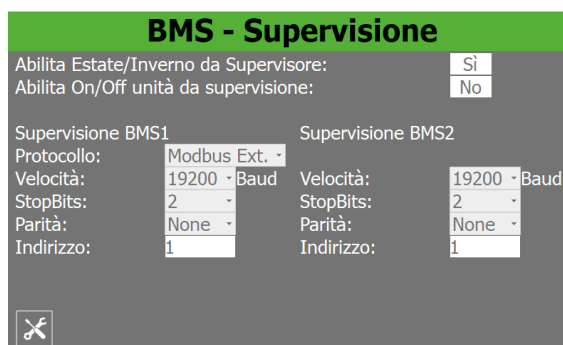 BMS - Supervisione
Abilita Estate/Inverno da Supervisore: Sì
Abilita On/Off unità da supervisione: No
Supervisione BMS1 Supervisione BMS2
Protocollo: Modbus Ext.
Velocità: 19200 Baud Velocità: 19200 Baud
StopBits: 2 StopBits: 2
Parità: None Parità: None
Indirizzo: 1 Indirizzo: 1